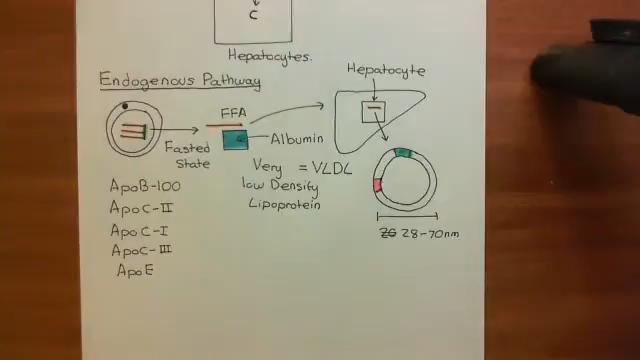 C
Hepatocytes.
Endogenous Pathway
Hepatocyte
FFA
Albumin
Fasted
State
Very = VLDL
low Density
Lipoprotein
ApoB-100
ApoC-II
ApoC-I
ApoC-III
ApoE
28-70nm